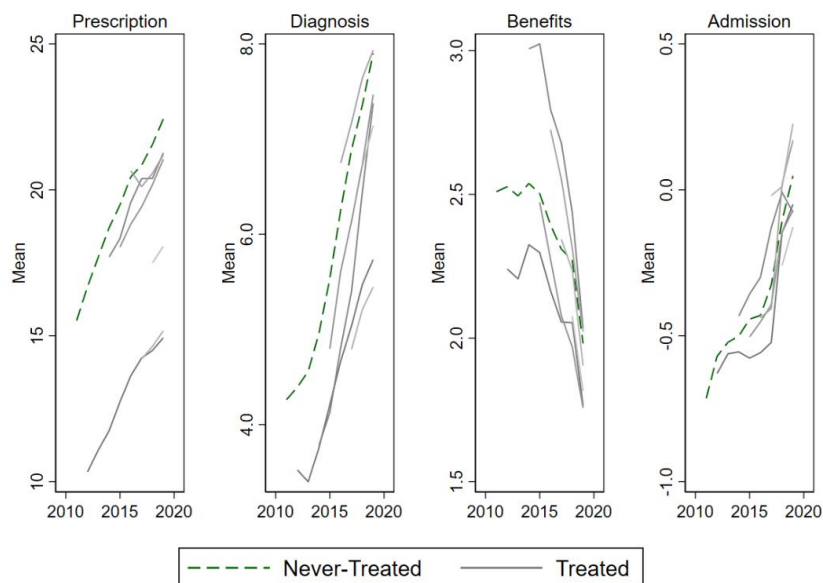 Prescription
Mean
25
20
15
10
2010 2015 2020
Diagnosis
Mean
8.0
6.0
4.0
2010 2015 2020
Benefits
Mean
3.0
2.5
2.0
1.5
2010 2015 2020
Admission
Mean
0.5
0.0
-0.5
-1.0
2010 2015 2020
Never-Treated Treated